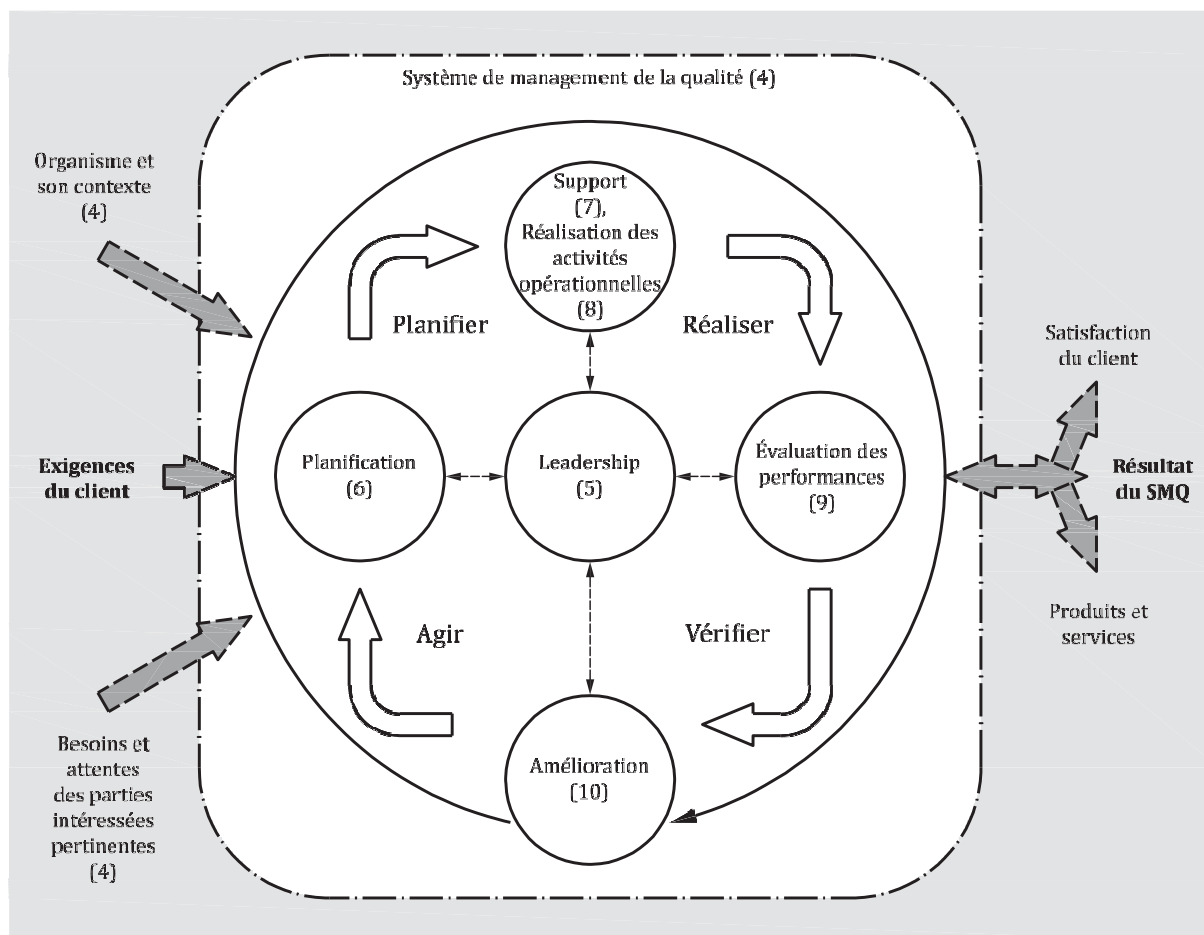 Système de management de la qualité (4)
Organisme et
son contexte
(4)
Support
(7),
Réalisation des
activités
opérationnelles
(8)
Planifier
Réaliser
Satisfaction
du client
Exigences
du client
Planification
(6)
Leadership
(5)
Évaluation des
performances
(9)
Résultat
du SMQ
Agir
Vérifier
Produits et
services
Besoins et
attentes
des parties
intéressées
pertinentes
(4)
Amélioration
(10)